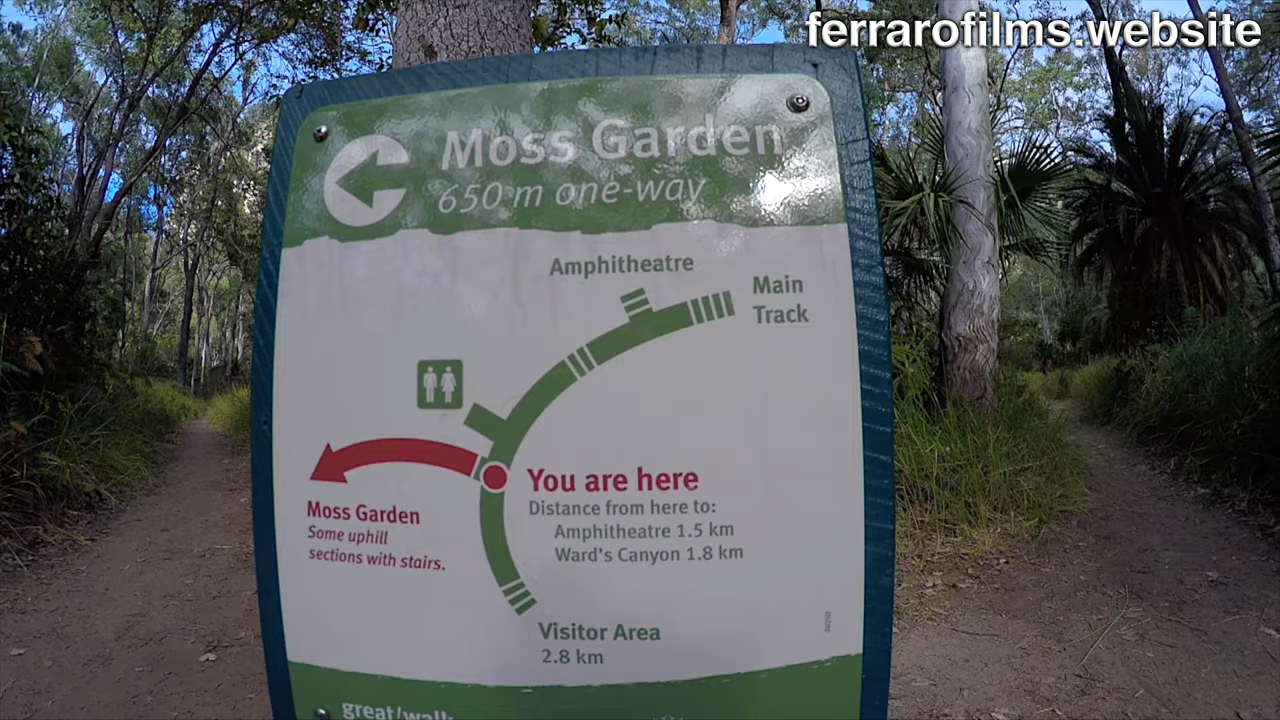 ferrarofilms.website
Moss Garden
650 m one-way
Amphitheatre
Main
Track
You are here
Distance from here to:
Amphitheatre 1.5 km
Ward's Canyon 1.8 km
Moss Garden
Some uphill
sections with stairs.
Visitor Area
2.8 km
great/walk